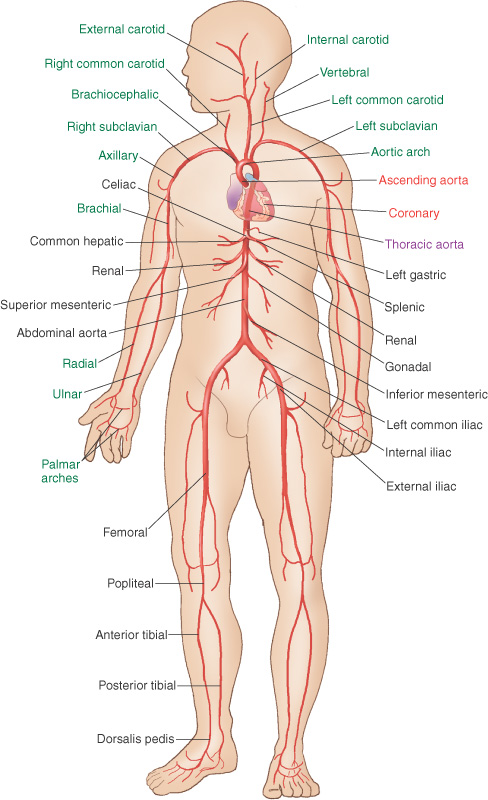 External carotid
Internal carotid
Right common carotid
Vertebral
Brachiocephalic
Left common carotid
Right subclavian
Left subclavian
Axillary
Aortic arch
Celiac
Ascending aorta
Brachial
Coronary
Common hepatic
Thoracic aorta
Renal
Left gastric
Superior mesenteric
Splenic
Abdominal aorta
Renal
Radial
Gonadal
Ulnar
Inferior mesenteric
Left common iliac
Internal iliac
Palmar
arches
External iliac
Femoral
Popliteal
Anterior tibial
Posterior tibial
Dorsalis pedis